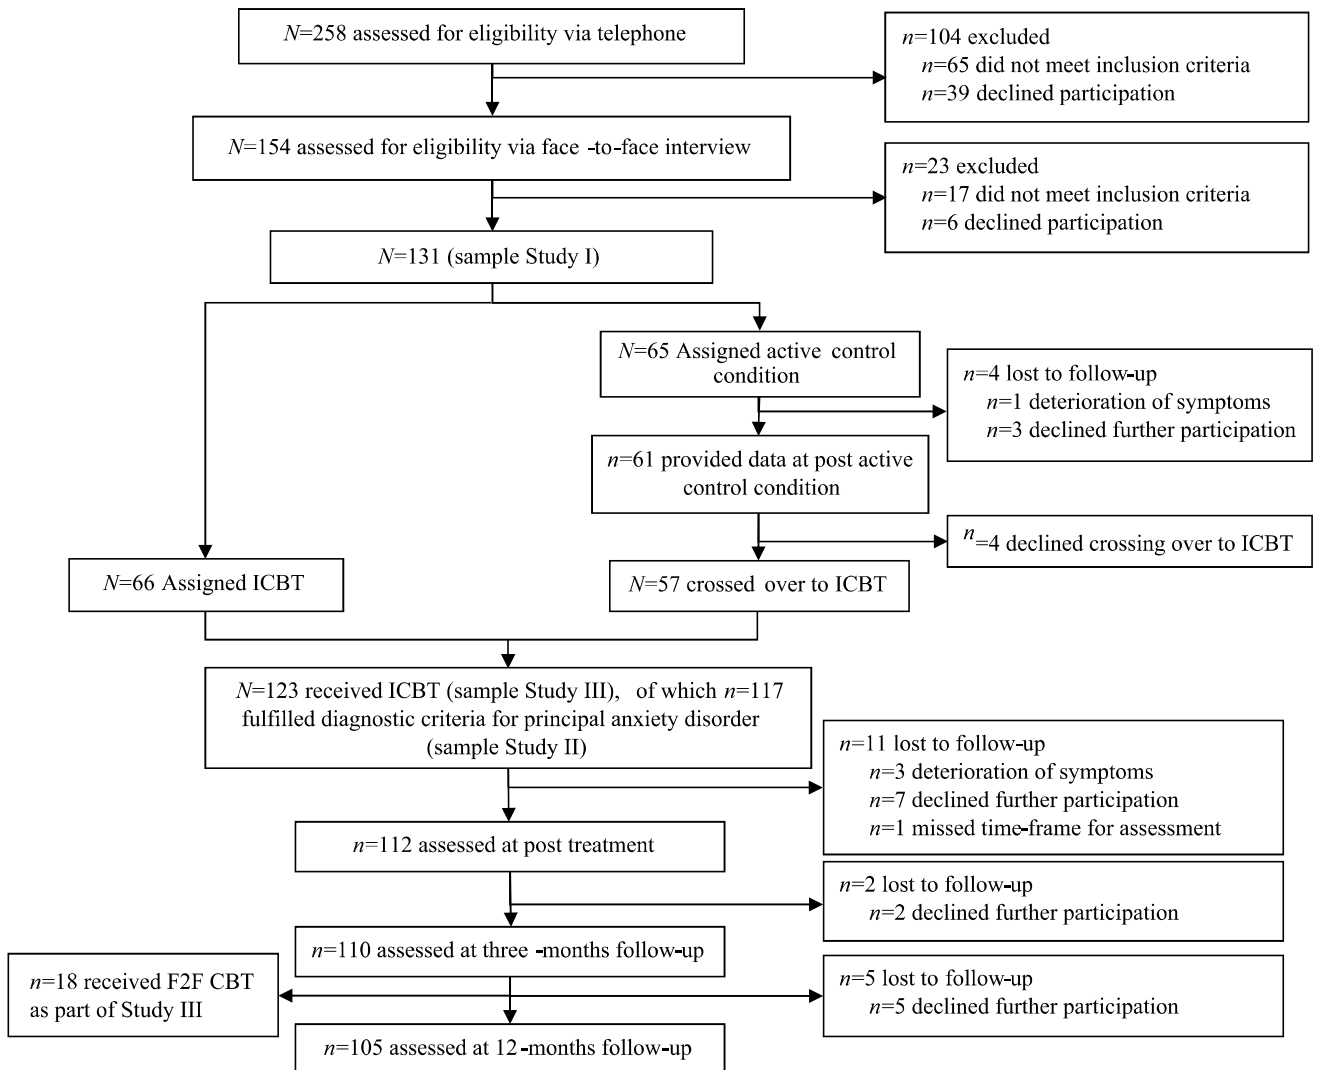 N=258 assessed for eligibility via telephone
n=104 excluded
n=65 did not meet inclusion criteria
n=39 declined participation
N=154 assessed for eligibility via face -to-face interview
n=23 excluded
n=17 did not meet inclusion criteria
n=6 declined participation
N=131 (sample Study I)
N=65 Assigned active control
condition
n=4 lost to follow-up
n=1 deterioration of symptoms
n=3 declined further participation
n=61 provided data at post active
control condition
n=4 declined crossing over to ICBT
N=66 Assigned ICBT
N=57 crossed over to ICBT
N=123 received ICBT (sample Study III), of which n=117
fulfilled diagnostic criteria for principal anxiety disorder
(sample Study II)
n=11 lost to follow-up
n=3 deterioration of symptoms
n=7 declined further participation
n=1 missed time-frame for assessment
n=112 assessed at post treatment
n=2 lost to follow-up
n=2 declined further participation
n=110 assessed at three -months follow-up
n=18 received F2F CBT
as part of Study III
n=5 lost to follow-up
n=5 declined further participation
n=105 assessed at 12-months follow-up